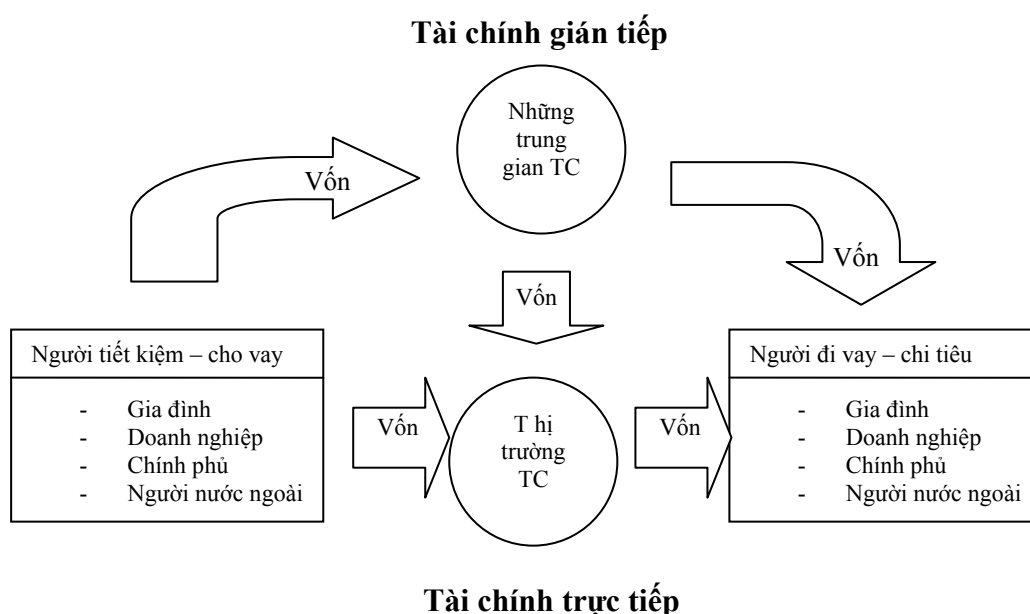 Tài chính gián tiếp
Những
trung
gian TC
Vốn
Vốn
Vốn
Người tiết kiệm – cho vay
- Gia đình
- Doanh nghiệp
- Chính phủ
- Người nước ngoài
Vốn
T hị
trường
TC
Vốn
Người đi vay – chi tiêu
- Gia đình
- Doanh nghiệp
- Chính phủ
- Người nước ngoài
Tài chính trực tiếp